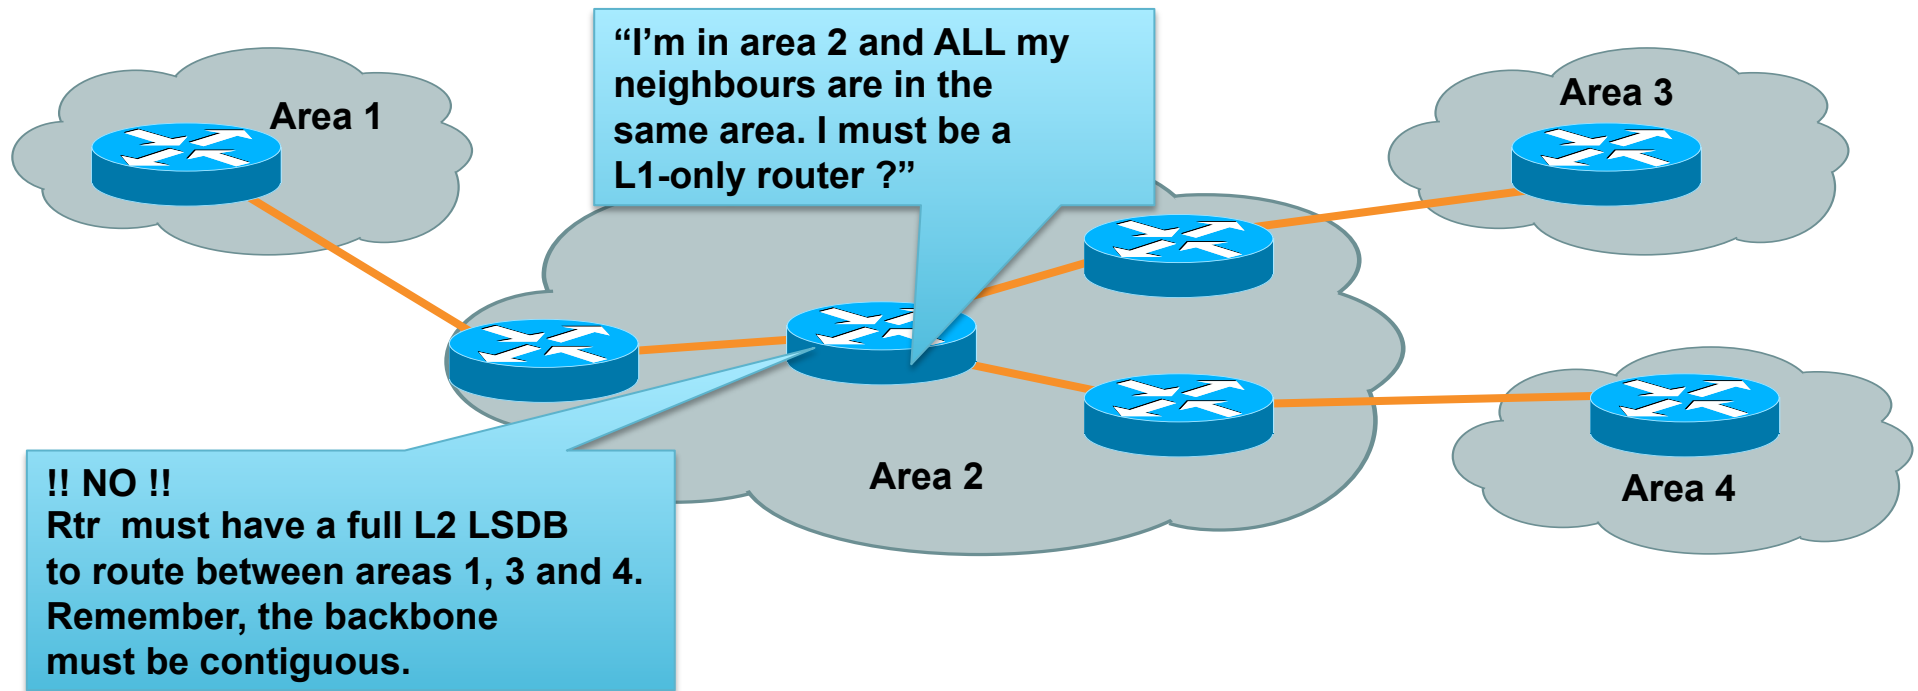 Area 1
“I’m in area 2 and ALL my
neighbours are in the
same area. I must be a
L1-only router ?”
Area 3
Area 2
Area 4
!! NO !!
Rtr  must have a full L2 LSDB
to route between areas 1, 3 and 4.
Remember, the backbone
must be contiguous.